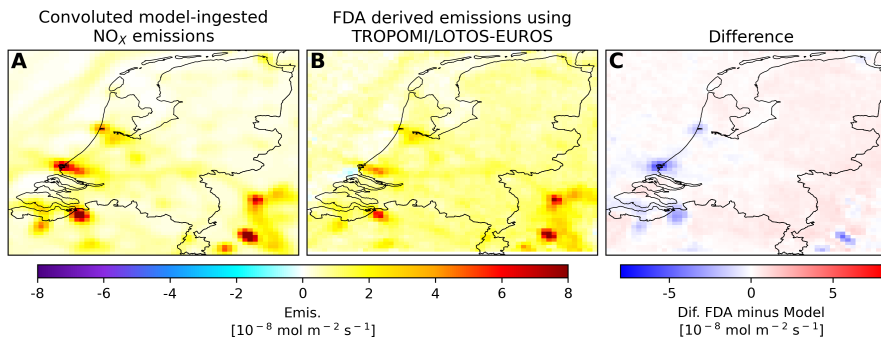 Convoluted model-ingested
NOX emissions
FDA derived emissions using
TROPOMI/LOTOS-EUROS
Difference
A
B
C
-8 -6 -4 -2 0 2 4 6 8
-5 0 5
Emis.
[10⁻⁸ mol m⁻² s⁻¹]
Dif. FDA minus Model
[10⁻⁸ mol m⁻² s⁻¹]